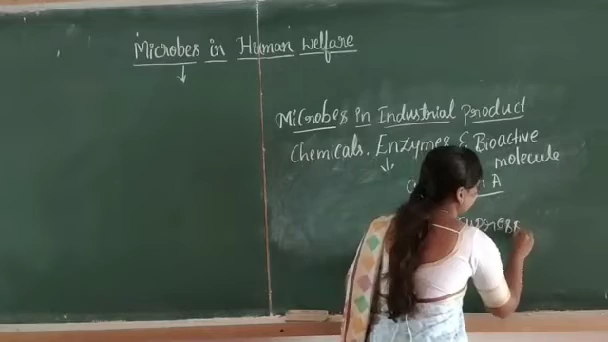 Microbes in Human Welfare
Microbes in Industrial Product
Chemicals, Enzymes & Bioactive
molecule
A